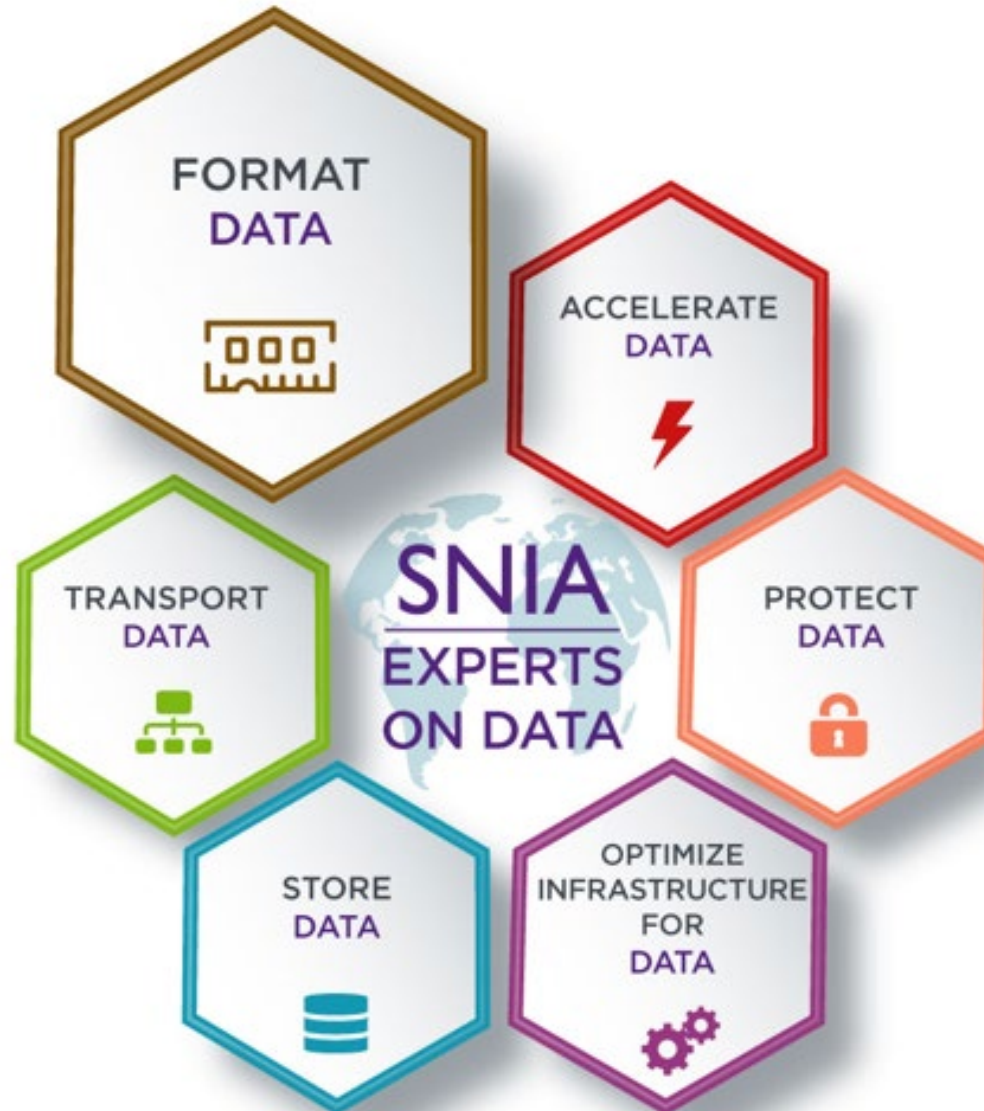 FORMAT
DATA
ACCELERATE
DATA
TRANSPORT
DATA
SNIA
EXPERTS
ON DATA
PROTECT
DATA
STORE
DATA
OPTIMIZE
INFRASTRUCTURE
FOR
DATA